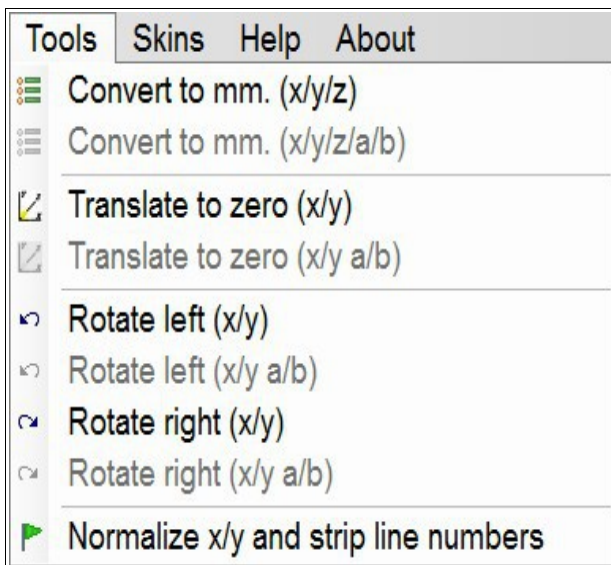 Tools Skins Help About
Convert to mm. (x/y/z)
Convert to mm. (x/y/z/a/b)
Translate to zero (x/y)
Translate to zero (x/y a/b)
Rotate left (x/y)
Rotate left (x/y a/b)
Rotate right (x/y)
Rotate right (x/y a/b)
Normalize x/y and strip line numbers